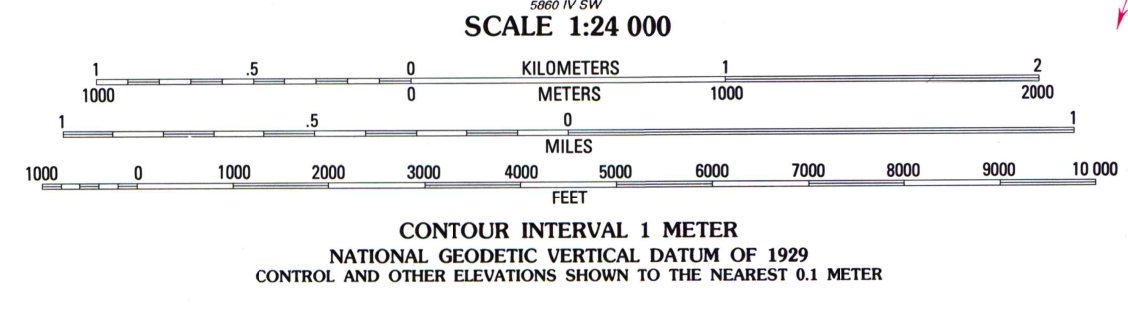 5860 IV SW
SCALE 1:24 000
1 .5 0 KILOMETERS 1 2
1000 0 METERS 1000 2000
1 .5 0 1
MILES
1000 0 1000 2000 3000 4000 5000 6000 7000 8000 9000 10 000
FEET
CONTOUR INTERVAL 1 METER
NATIONAL GEODETIC VERTICAL DATUM OF 1929
CONTROL AND OTHER ELEVATIONS SHOWN TO THE NEAREST 0.1 METER